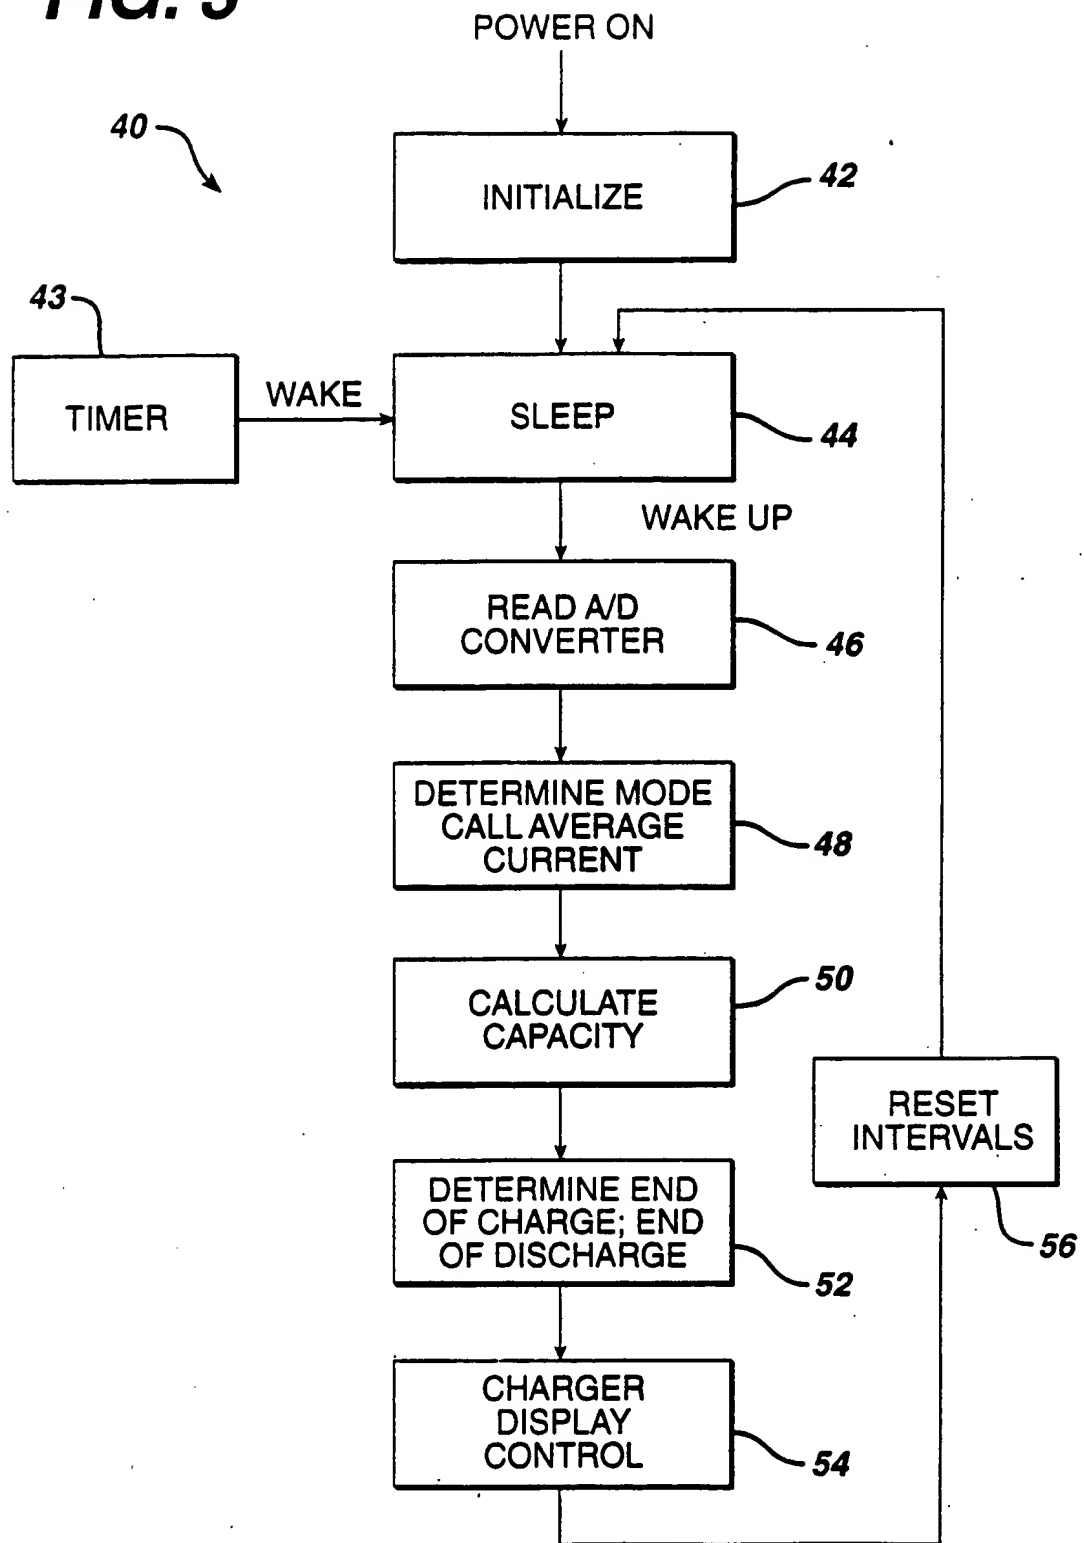 POWER ON
40
INITIALIZE
42
43
TIMER
WAKE
SLEEP
44
WAKE UP
READ A/D
CONVERTER
46
DETERMINE MODE
CALL AVERAGE
CURRENT
48
CALCULATE
CAPACITY
50
RESET
INTERVALS
56
DETERMINE END
OF CHARGE; END
OF DISCHARGE
52
CHARGER
DISPLAY
CONTROL
54